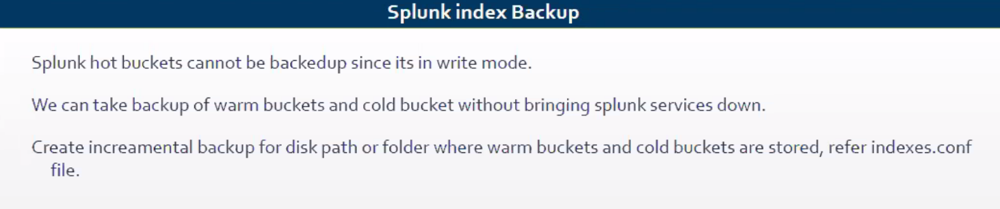 Splunk index Backup
Splunk hot buckets cannot be backedup since its in write mode.
We can take backup of warm buckets and cold bucket without bringing splunk services down.
Create increamental backup for disk path or folder where warm buckets and cold buckets are stored, refer indexes.conf
file.